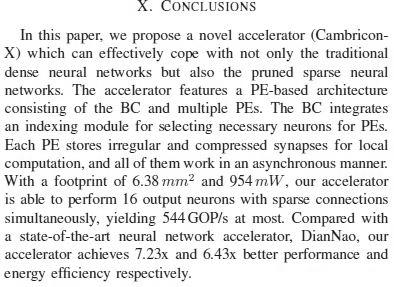 X. CONCLUSIONS
In this paper, we propose a novel accelerator (Cambricon-
X) which can effectively cope with not only the traditional
dense neural networks but also the pruned sparse neural
networks. The accelerator features a PE-based architecture
consisting of the BC and multiple PEs. The BC integrates
an indexing module for selecting necessary neurons for PEs.
Each PE stores irregular and compressed synapses for local
computation, and all of them work in an asynchronous manner.
With a footprint of 6.38 mm² and 954 mW, our accelerator
is able to perform 16 output neurons with sparse connections
simultaneously, yielding 544 GOP/s at most. Compared with
a state-of-the-art neural network accelerator, DianNao, our
accelerator achieves 7.23x and 6.43x better performance and
energy efficiency respectively.